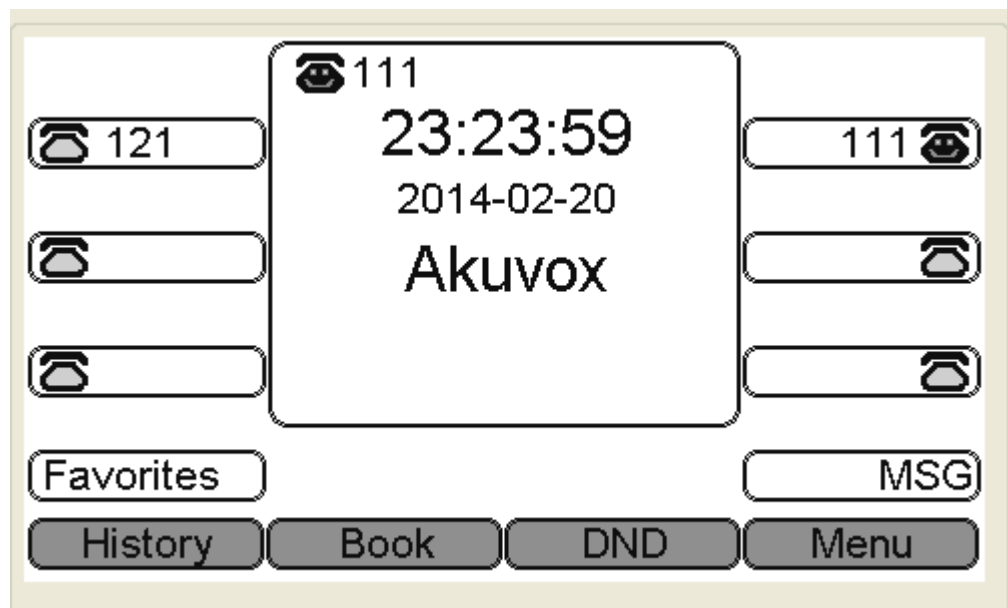 111
23:23:59
121
111
2014-02-20
Akuvox
Favorites
MSG
History
Book
DND
Menu